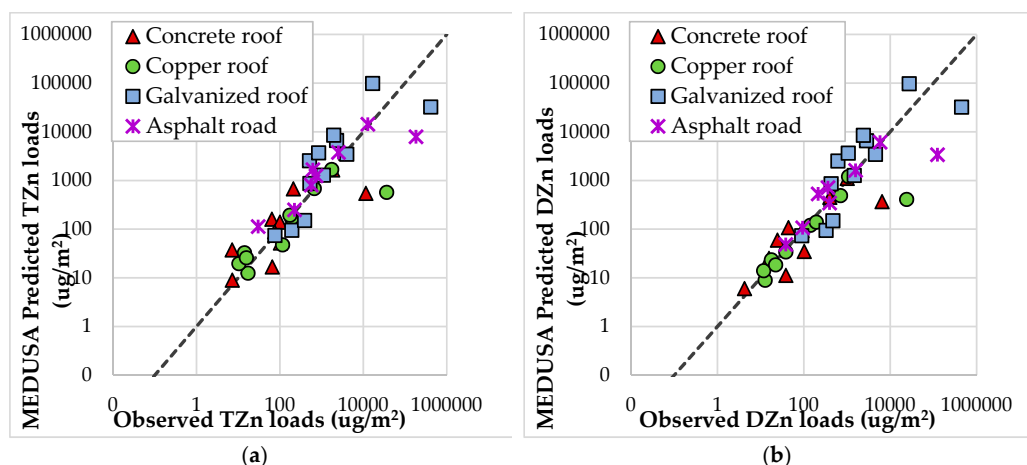 MEDUSA Predicted TZn loads
(ug/m²)
1000000
100000
10000
1000
100
10
1
0
Concrete roof
Copper roof
Galvanized roof
Asphalt road
0
1
100
10000
1000000
Observed TZn loads (ug/m²)
(a)
MEDUSA Predicted DZn loads
(ug/m²)
1000000
100000
10000
1000
100
10
1
0
Concrete roof
Copper roof
Galvanized roof
Asphalt road
0
1
100
10000
1000000
Observed DZn loads (ug/m²)
(b)